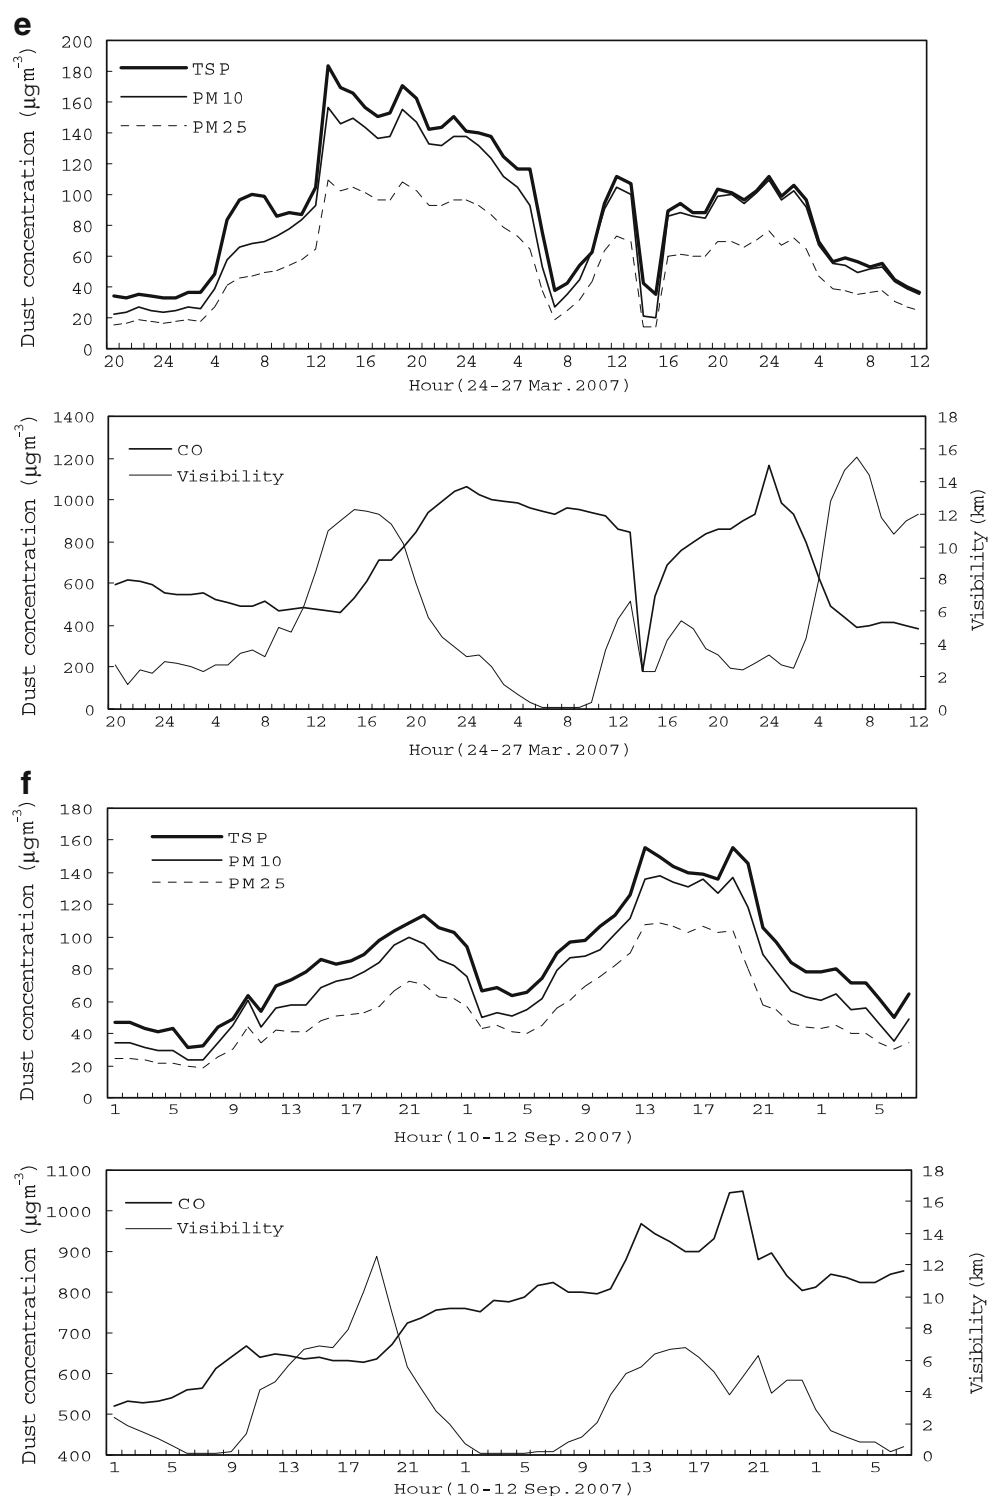 e
Dust concentration (μgm⁻³)
200
180
160
140
120
100
80
60
40
20
0
TSP
PM10
PM25
20 24 4 8 12 16 20 24 4 8 12 16 20 24 4 8 12
Hour(24-27 Mar.2007)
Dust concentration (μgm⁻³)
1400
1200
1000
800
600
400
200
0
CO
Visibility
18
16
14
12
10
8
6
4
2
0
Visibility(km)
20 24 4 8 12 16 20 24 4 8 12 16 20 24 4 8 12
Hour(24-27 Mar.2007)
f
Dust concentration (μgm⁻³)
180
160
140
120
100
80
60
40
20
0
TSP
PM10
PM25
1 5 9 13 17 21 1 5 9 13 17 21 1 5
Hour(10-12 Sep.2007)
Dust concentration (μgm⁻³)
1100
1000
900
800
700
600
500
400
CO
Visibility
18
16
14
12
10
8
6
4
2
0
Visibility(km)
1 5 9 13 17 21 1 5 9 13 17 21 1 5
Hour(10-12 Sep.2007)